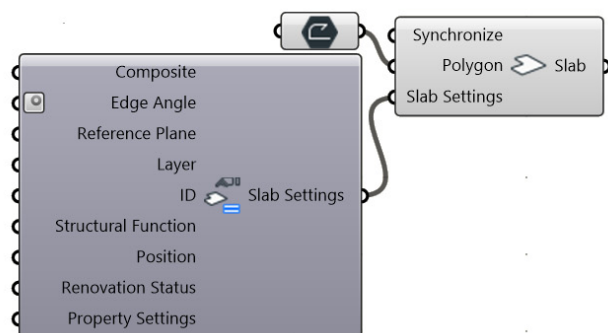 Composite
Edge Angle
Reference Plane
Layer
ID
Structural Function
Position
Renovation Status
Property Settings
Slab Settings
Synchronize
Polygon
Slab Settings
Slab